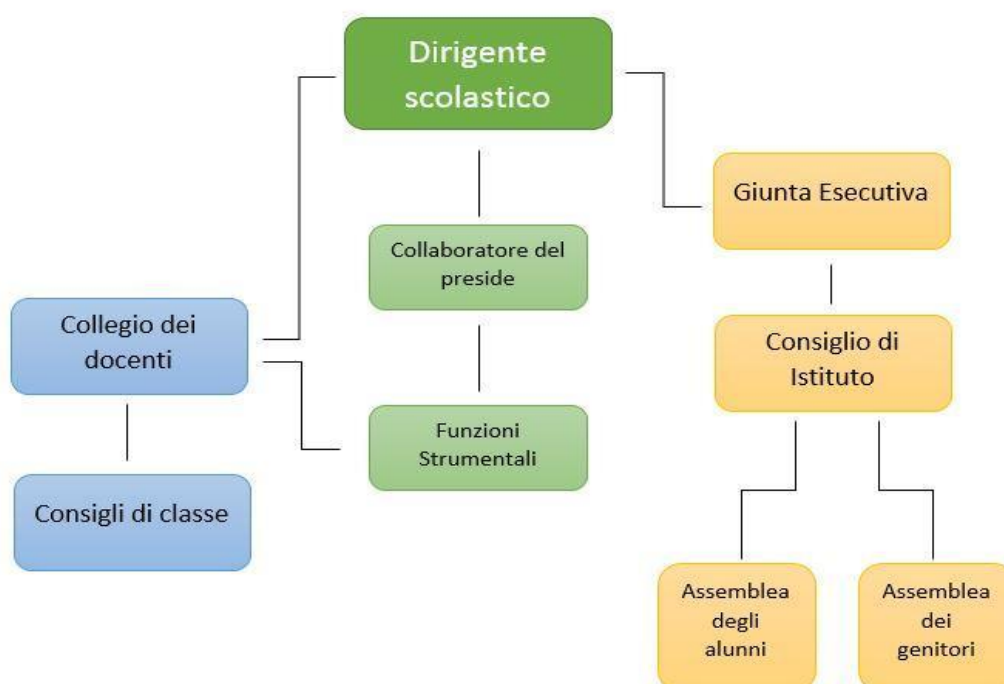 Dirigente
scolastico
Giunta Esecutiva
Collaboratore del
preside
Collegio dei
docenti
Consiglio di
Istituto
Funzioni
Strumentali
Consigli di classe
Assemblea
degli
alunni
Assemblea
dei
genitori